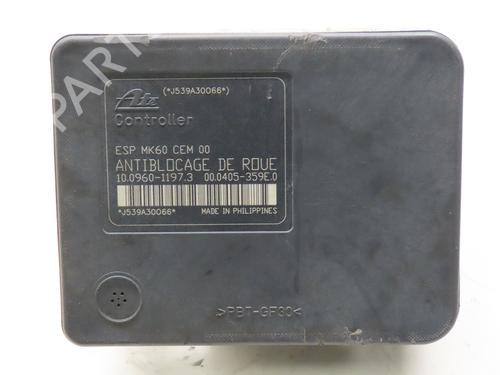 PARTS
(*J539A30066*)
Ate
Controller
ESP MK60 CEM 00
ANTIBLOCAGE DE ROUE
10.0960-1197.3 00.0405-359E.0
*J539A30066*
MADE IN PHILIPPINES
>PBT-GF30<